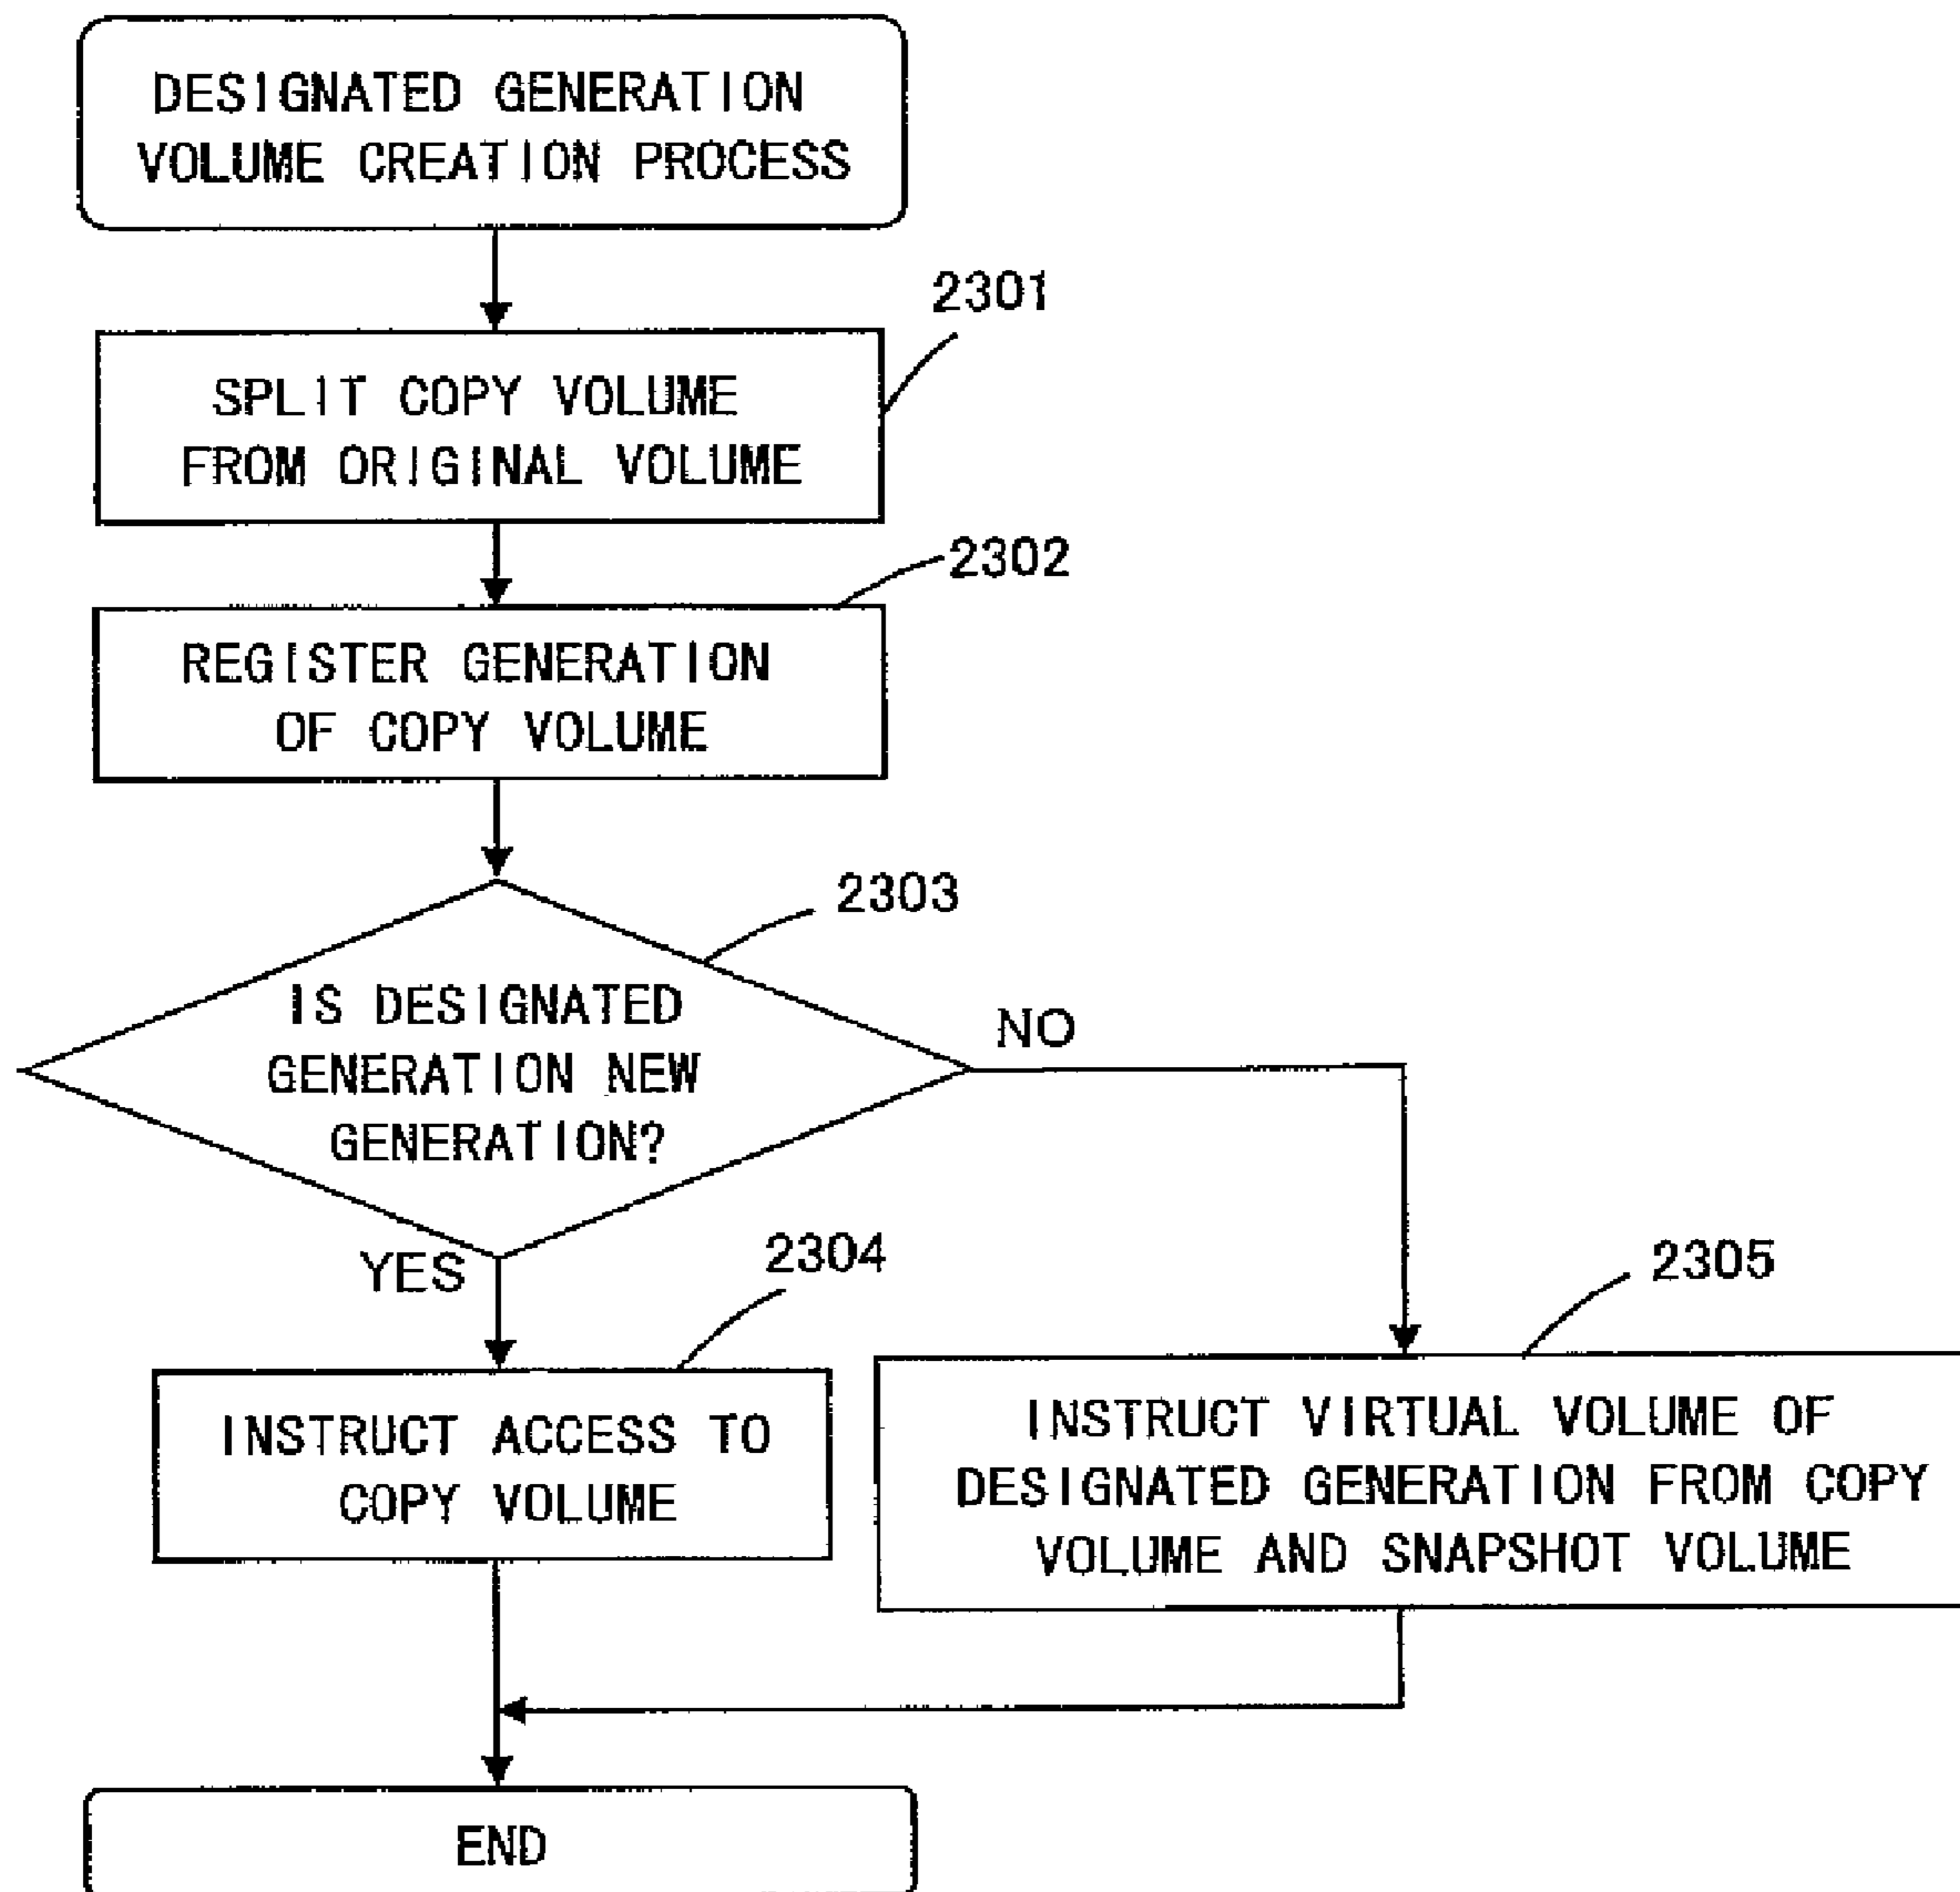 DESIGNATED GENERATION
VOLUME CREATION PROCESS
2301
SPLIT COPY VOLUME
FROM ORIGINAL VOLUME
2302
REGISTER GENERATION
OF COPY VOLUME
2303
IS DESIGNATED
GENERATION NEW
GENERATION?
NO
YES
2304
INSTRUCT ACCESS TO
COPY VOLUME
2305
INSTRUCT VIRTUAL VOLUME OF
DESIGNATED GENERATION FROM COPY
VOLUME AND SNAPSHOT VOLUME
END